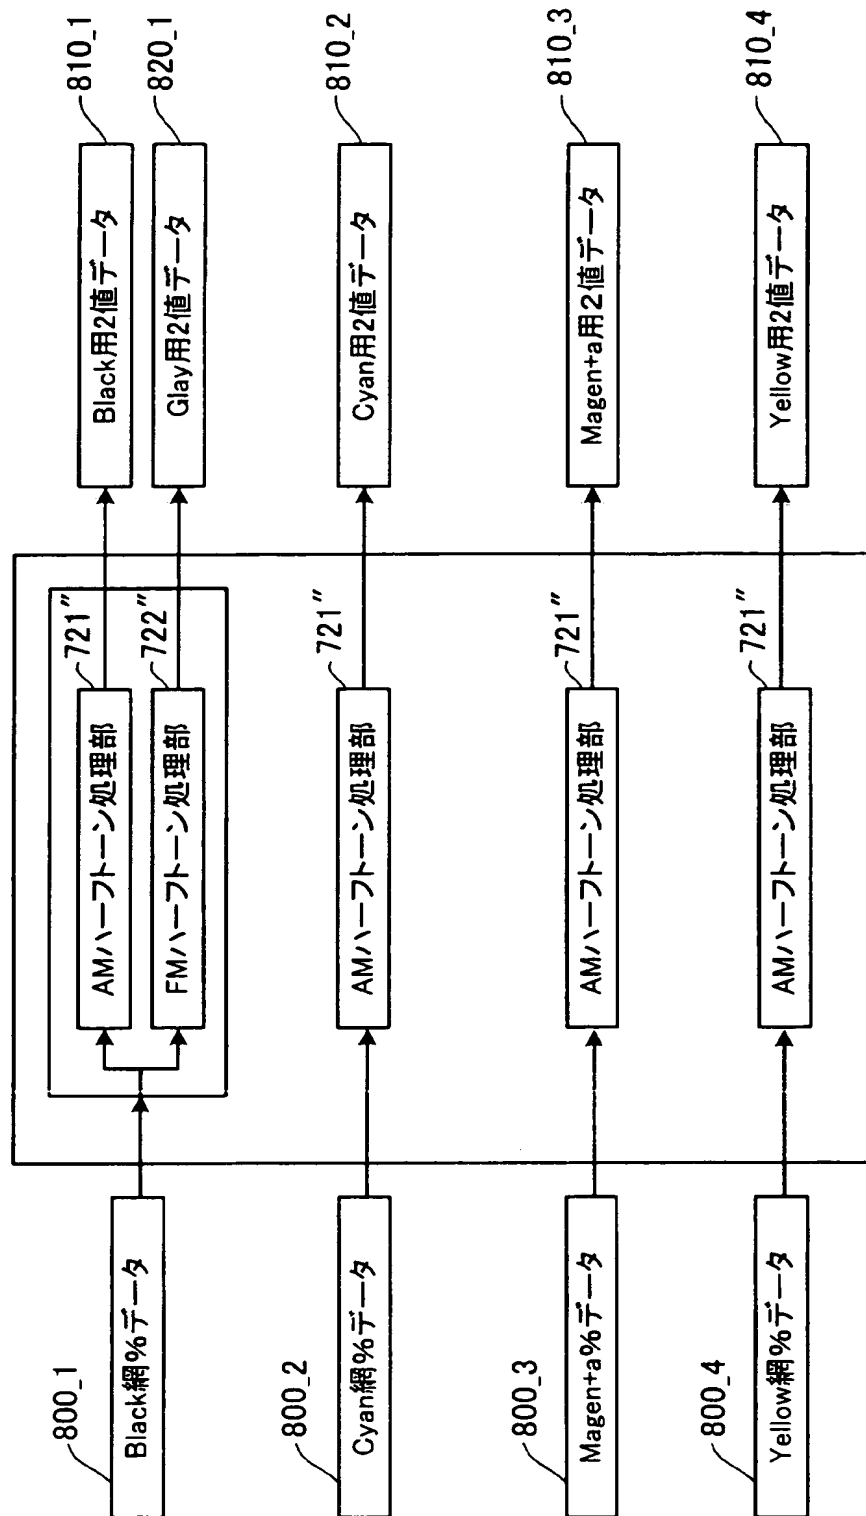 800_1
Black網%データ
721″
AMハーフトーン処理部
722″
FMハーフトーン処理部
810_1
Black用2値データ
820_1
Glay用2値データ
800_2
Cyan網%データ
721″
AMハーフトーン処理部
810_2
Cyan用2値データ
800_3
Magen+a%データ
721″
AMハーフトーン処理部
810_3
Magen+a用2値データ
800_4
Yellow網%データ
721″
AMハーフトーン処理部
810_4
Yellow用2値データ